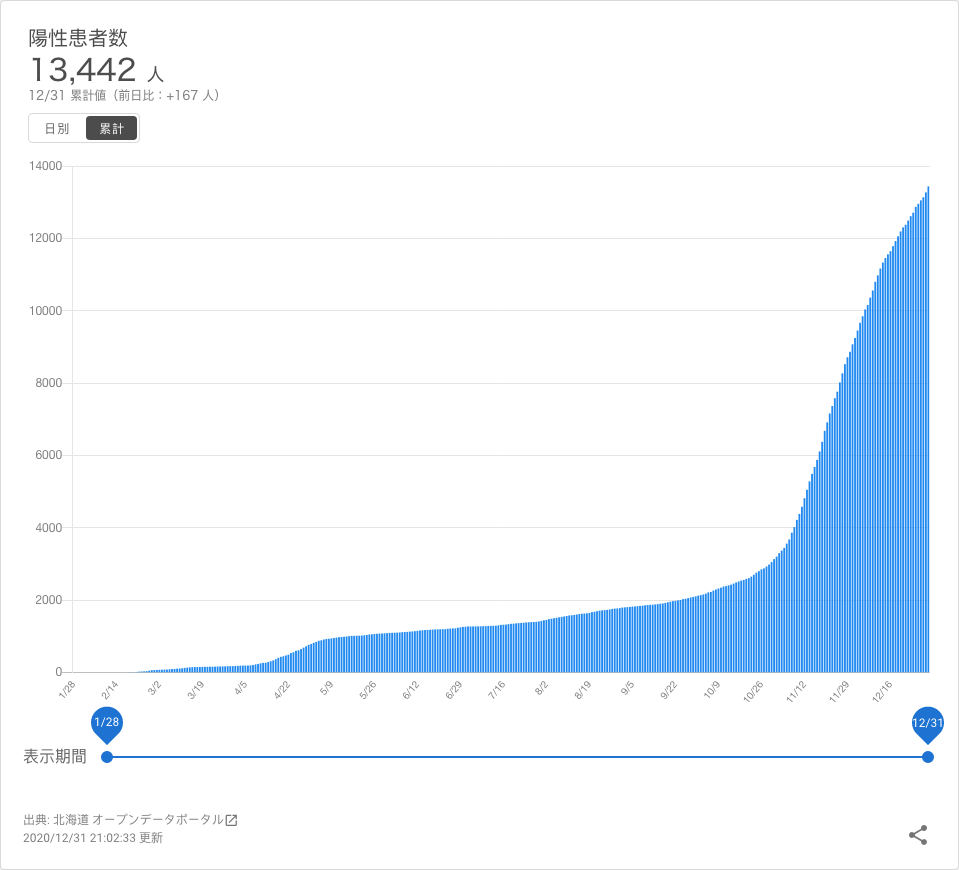 陽性患者数
13,442 人
12/31 累計値（前日比：+167 人）
日別 累計
14000
12000
10000
8000
6000
4000
2000
0
1/28 2/14 3/2 3/19 4/5 4/22 5/9 5/26 6/12 6/29 7/16 8/2 8/19 9/5 9/22 10/9 10/26 11/12 11/29 12/16
1/28 12/31
表示期間
出典: 北海道 オープンデータポータル
2020/12/31 21:02:33 更新